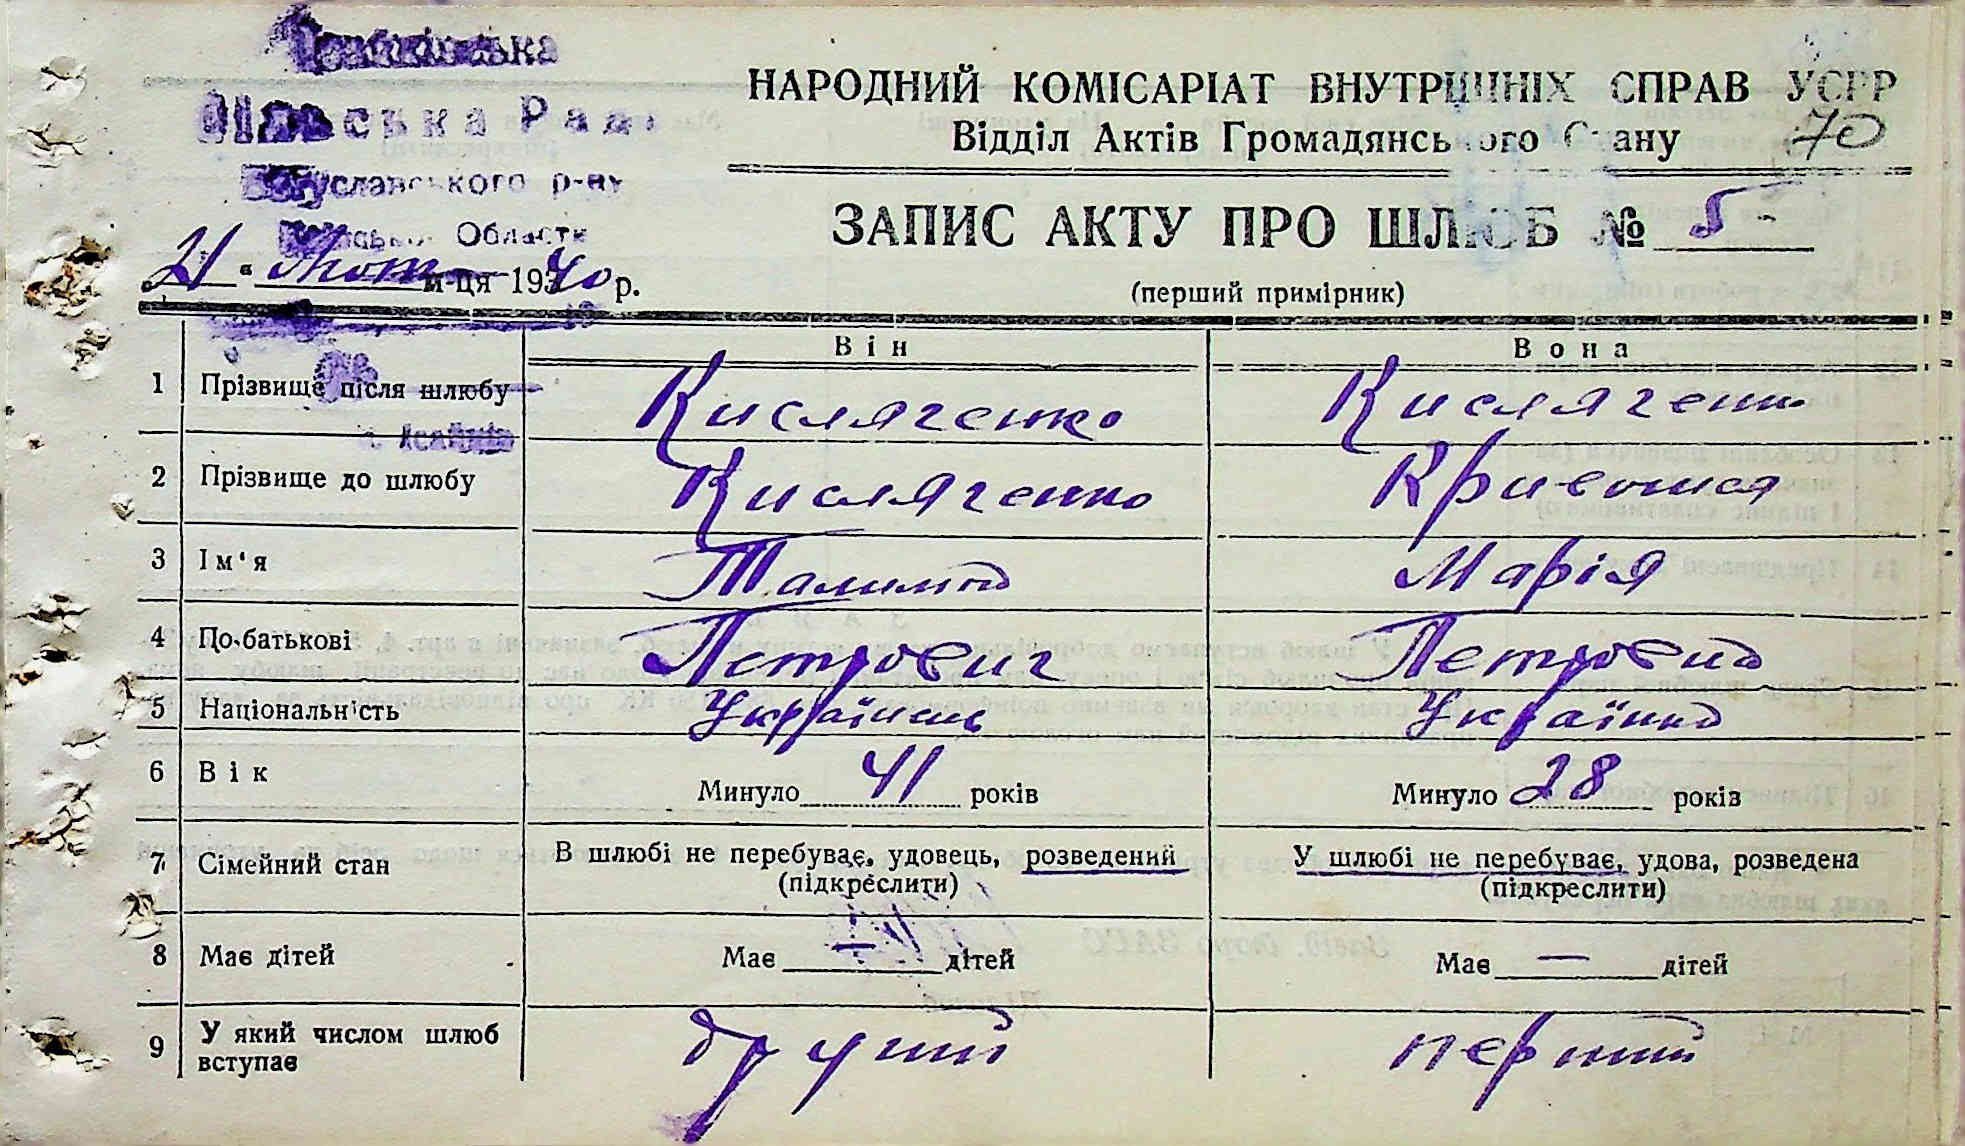 Сільська Рада
Богуславського р-ну
Області
НАРОДНИЙ КОМІСАРІАТ ВНУТРІШНІХ СПРАВ УСРР
Відділ Актів Громадянського Стану 70
ЗАПИС АКТУ ПРО ШЛЮБ № 5
21 " Лют м-ця 1940 р.
(перший примірник)
Він Вона
1 Прізвище після шлюбу Кисляченко Кисляченко
2 Прізвище до шлюбу Кисляченко
3 Ім'я Марія
4 По батькові Петрович Петровна
5 Національність Українець Українка
6 Вік Минуло 41 років Минуло 28 років
7 Сімейний стан В шлюбі не перебуває, удовець, розведений У шлюбі не перебуває, удова, розведена
(підкреслити) (підкреслити)
8 Має дітей Має дітей Має — дітей
9 У який числом шлюб вступає другий перший